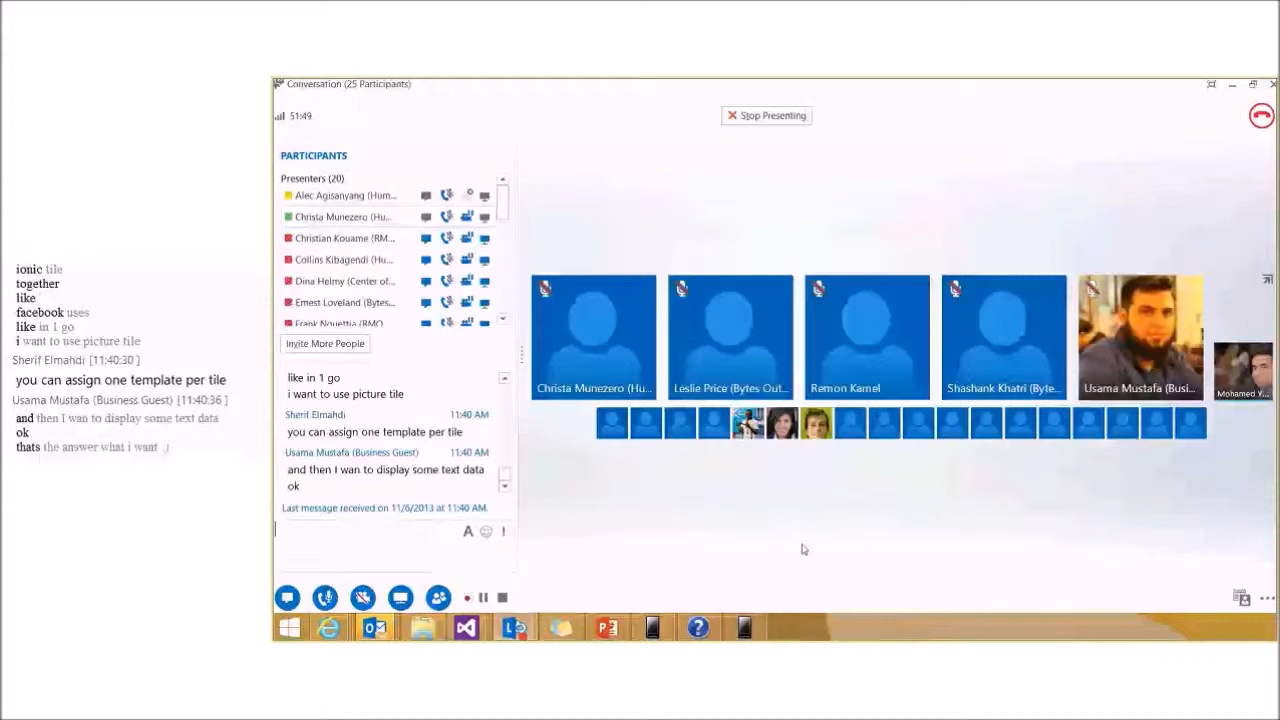 ionic tile
together
like
facebook uses
like in 1 go
i want to use picture tile
Sherif Elmahdi [11:40:30 ]
you can assign one template per tile
Usama Mustafa (Business Guest) [11:40:36 ]
and then I wan to display some text data
ok
thats the answer what i want :)
Conversation (25 Participants)
51:49
Stop Presenting
PARTICIPANTS
Presenters (20)
Alec Agisanyang (Hum...
Christa Munezero (Hu...
Christian Kouame (RM...
Collins Kibagendi (Hu...
Dina Helmy (Center of...
Ernest Loveland (Bytes...
Frank Nouettia (RMO
Invite More People
like in 1 go
i want to use picture tile
Sherif Elmahdi 11:40 AM
you can assign one template per tile
Usama Mustafa (Business Guest) 11:40 AM
and then I wan to display some text data
ok
Last message received on 11/6/2013 at 11:40 AM.
Christa Munezero (Hu...
Leslie Price (Bytes Out...
Remon Kamel
Shashank Khatri (Byte...
Usama Mustafa (Busi...
Mohamed Y...